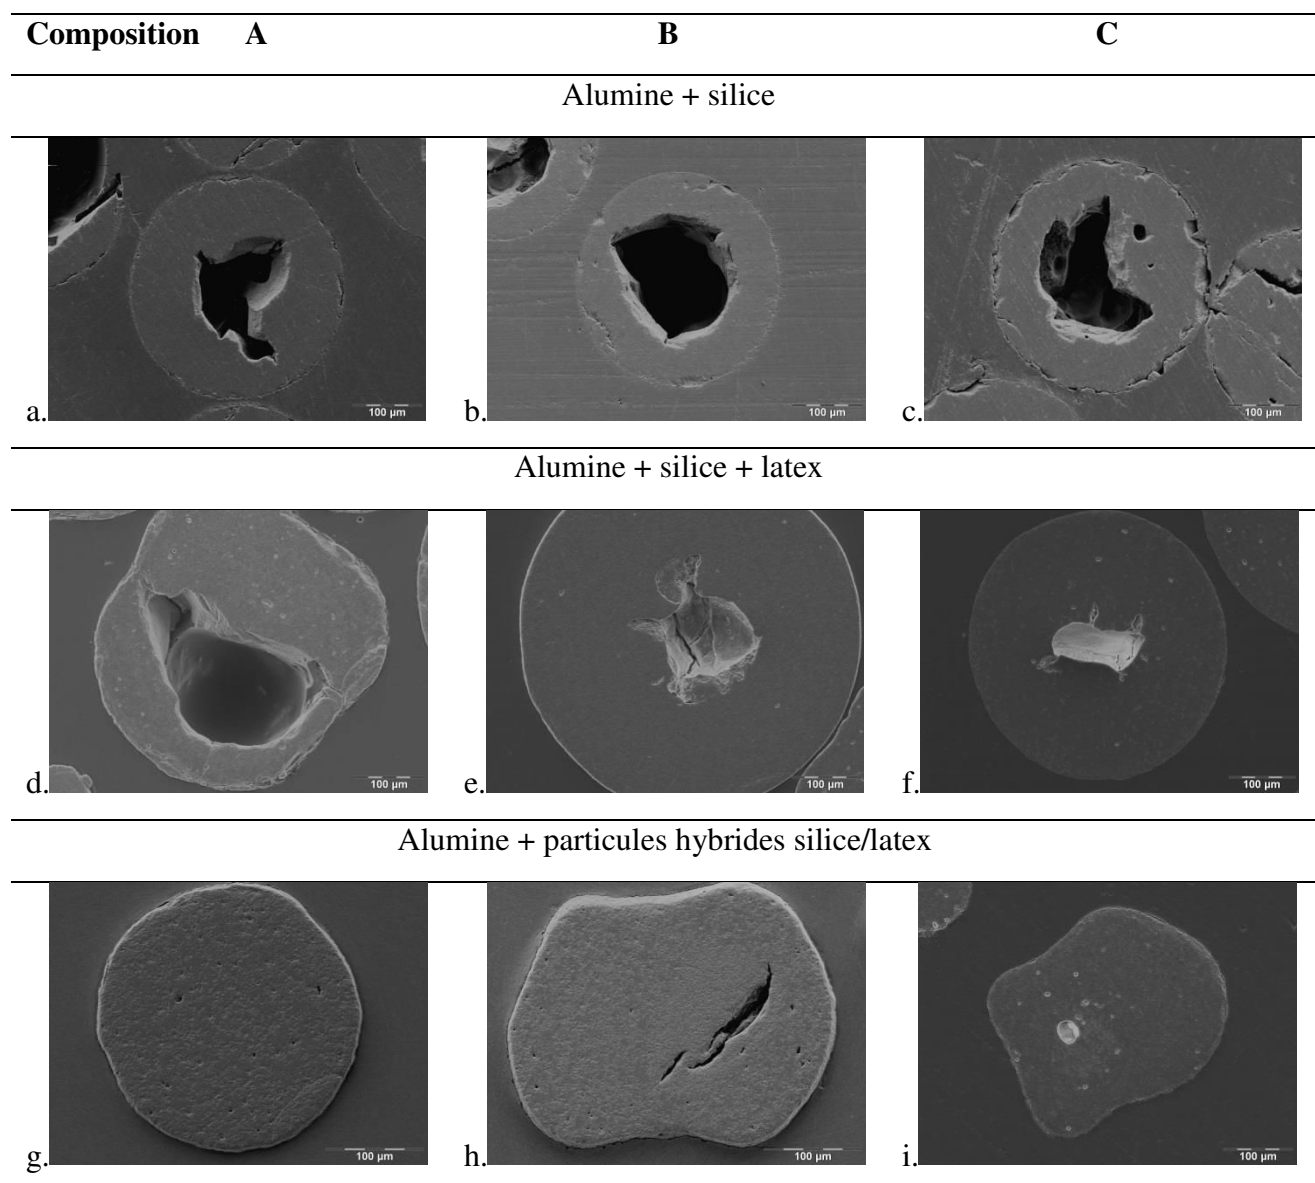 Composition A B C
Alumine + silice
a. 100 µm b. 100 µm c. 100 µm
Alumine + silice + latex
d. 100 µm e. 100 µm f. 100 µm
Alumine + particules hybrides silice/latex
g. 100 µm h. 100 µm i. 100 µm